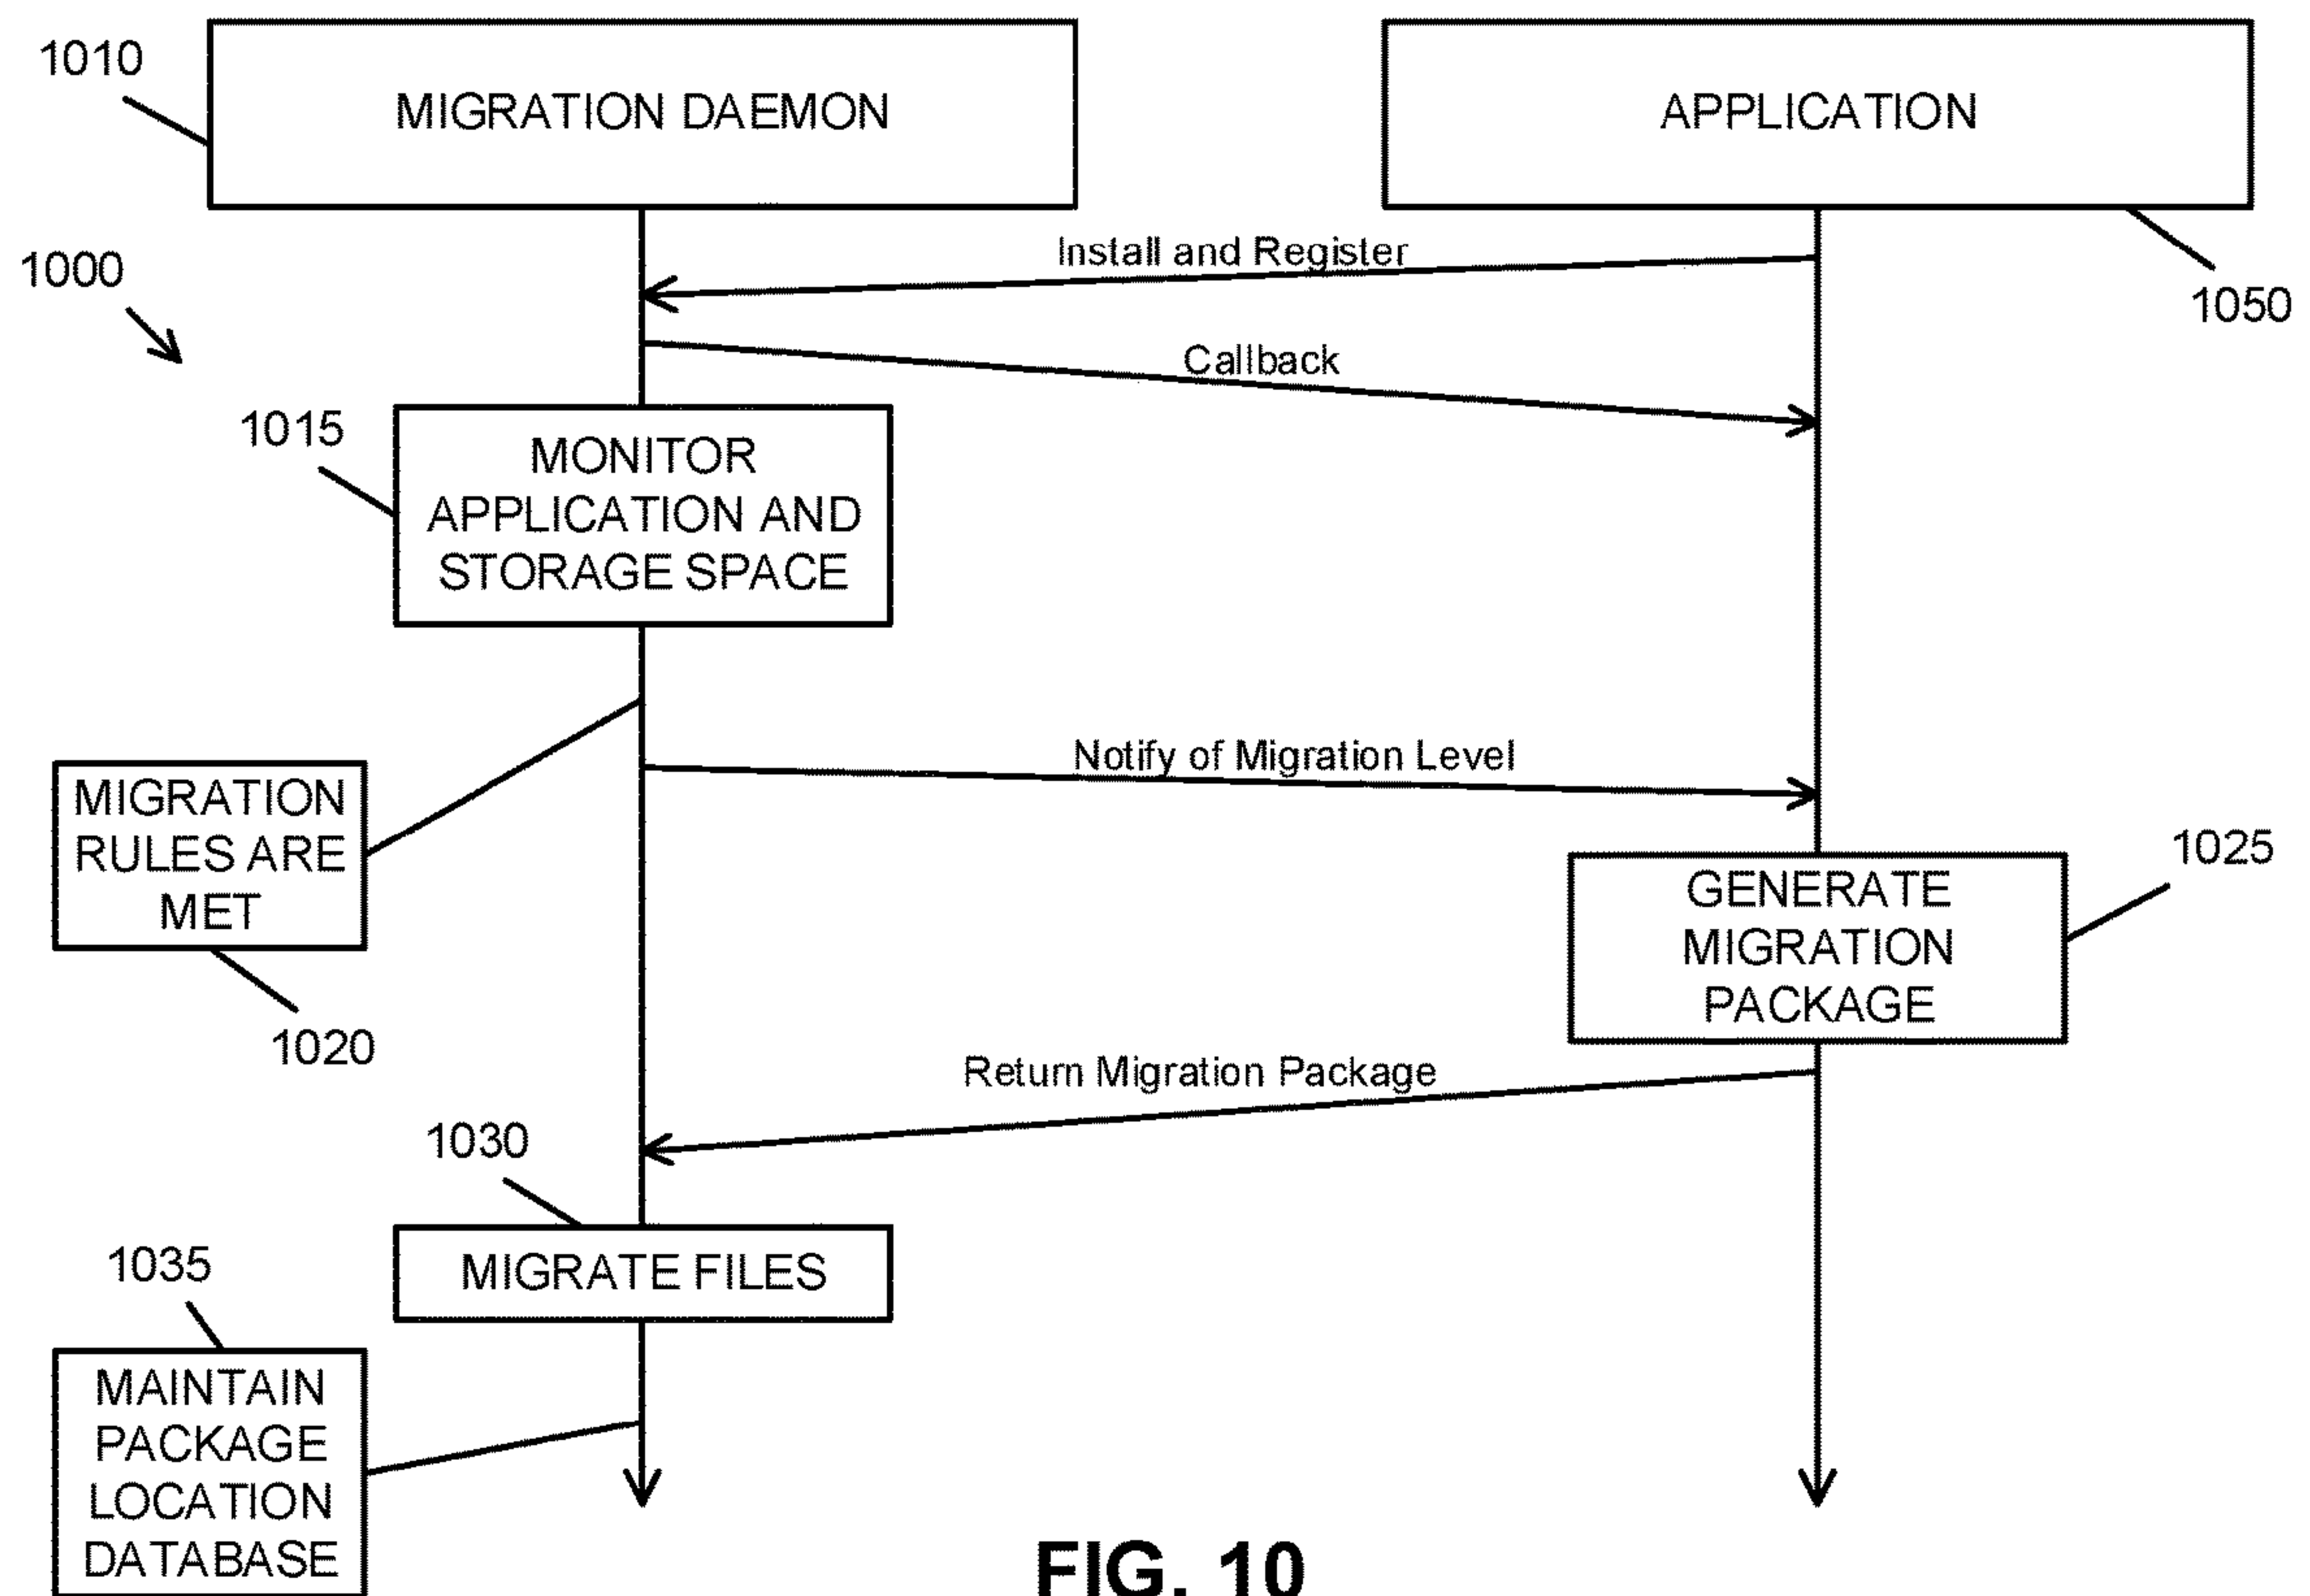 1010
MIGRATION DAEMON
APPLICATION
1000
Install and Register
1050
Callback
1015
MONITOR
APPLICATION AND
STORAGE SPACE
Notify of Migration Level
MIGRATION
RULES ARE
MET
1020
1025
GENERATE
MIGRATION
PACKAGE
Return Migration Package
1030
MIGRATE FILES
1035
MAINTAIN
PACKAGE
LOCATION
DATABASE
FIG. 10